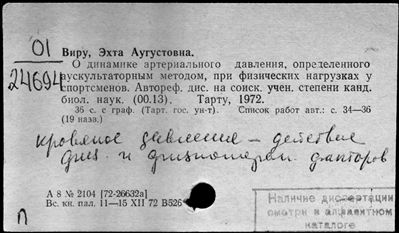 01
24694
Виру, Эхта Аугустовна.
О динамике артериального давления, определенного
аускультаторным методом, при физических нагрузках у
спортсменов. Автореф. дис. на соиск. учен. степени канд.
биол. наук. (00.13). Тарту, 1972.
36 с. с граф. (Тарт. гос. ун-т). Список работ авт.: с. 34—36
(19 назв.)
кровяное давление – действие
физ. и физиотерап. факторов
А 8 № 2104 [72-26632а]
Вс. кн. пал. 11—15 XII 72 В526
П
Наличие диссертации
смотри в алфавитном
каталоге